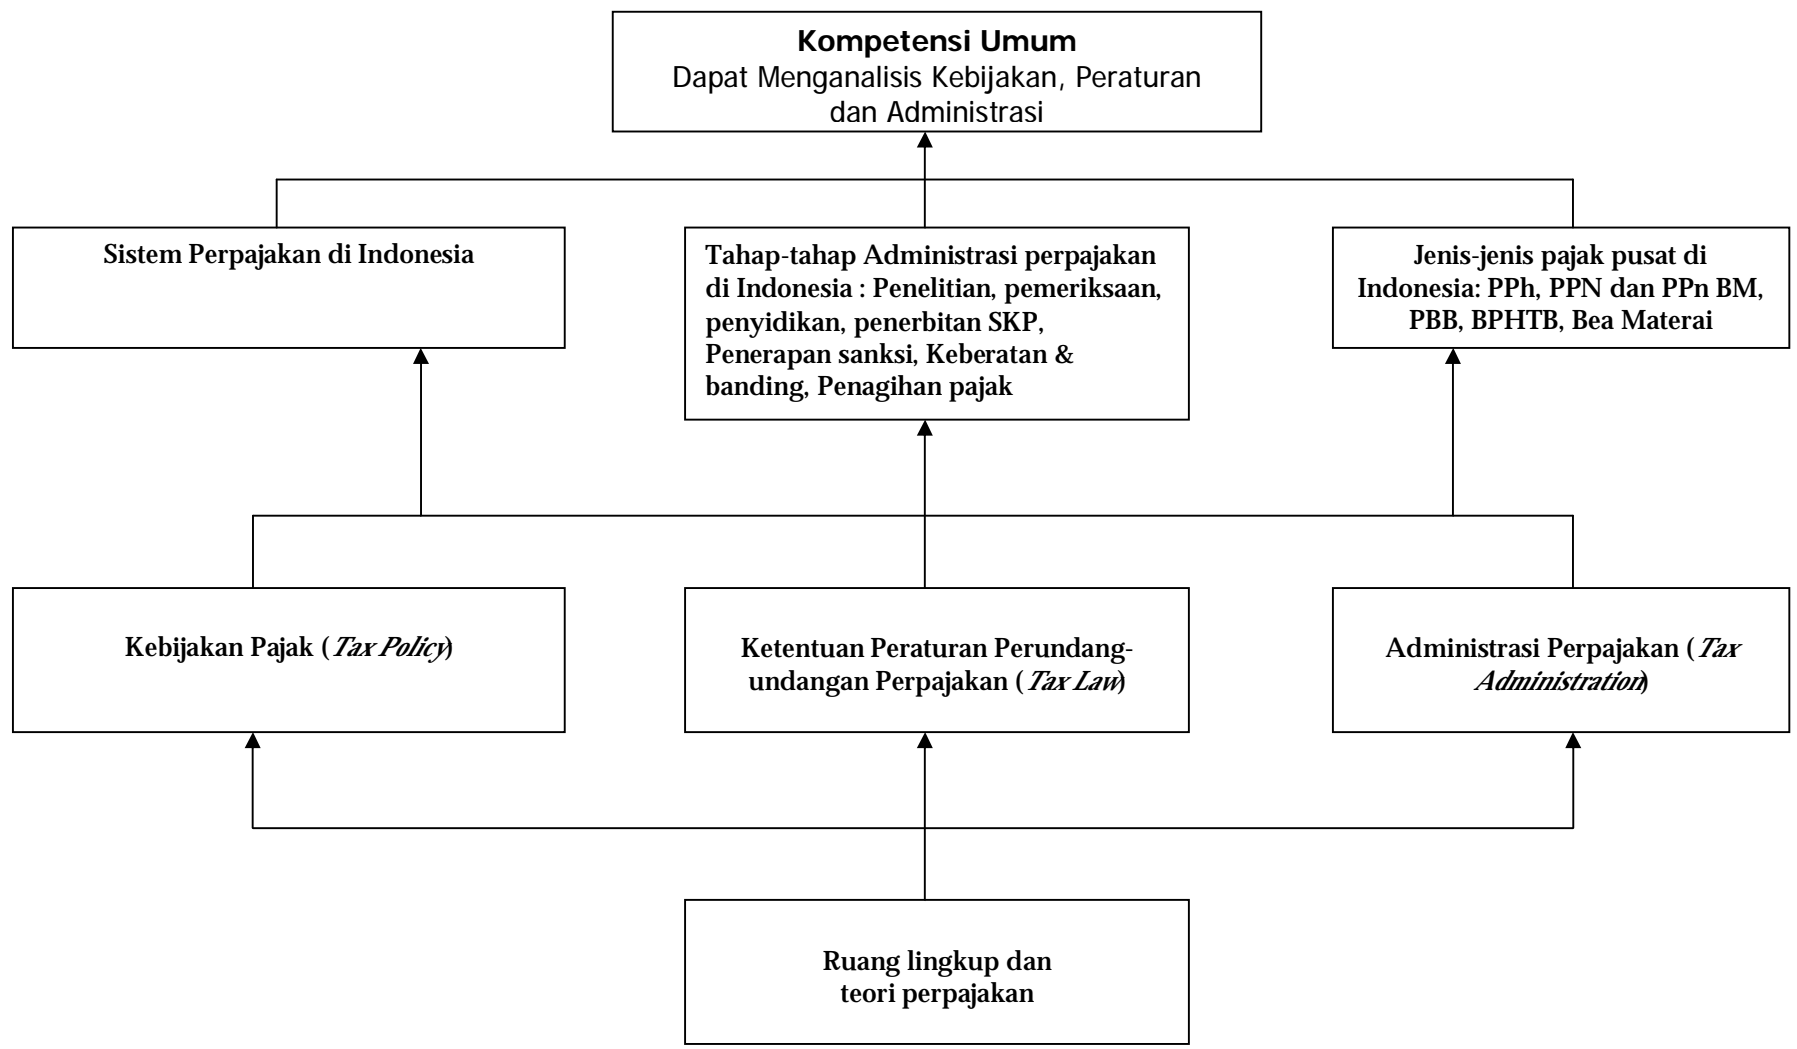 Kompetensi Umum
Dapat Menganalisis Kebijakan, Peraturan
dan Administrasi
Sistem Perpajakan di Indonesia
Tahap-tahap Administrasi perpajakan
di Indonesia : Penelitian, pemeriksaan,
penyidikan, penerbitan SKP,
Penerapan sanksi, Keberatan &
banding, Penagihan pajak
Jenis-jenis pajak pusat di
Indonesia: PPh, PPN dan PPn BM,
PBB, BPHTB, Bea Materai
Kebijakan Pajak (Tax Policy)
Ketentuan Peraturan Perundang-
undangan Perpajakan (Tax Law)
Administrasi Perpajakan (Tax
Administration)
Ruang lingkup dan
teori perpajakan